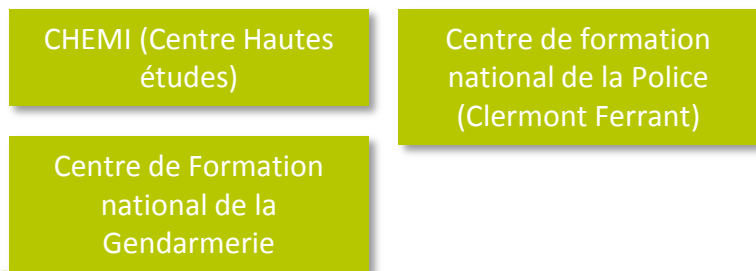 CHEMI (Centre Hautes
études)
Centre de formation
national de la Police
(Clermont Ferrant)
Centre de Formation
national de la
Gendarmerie